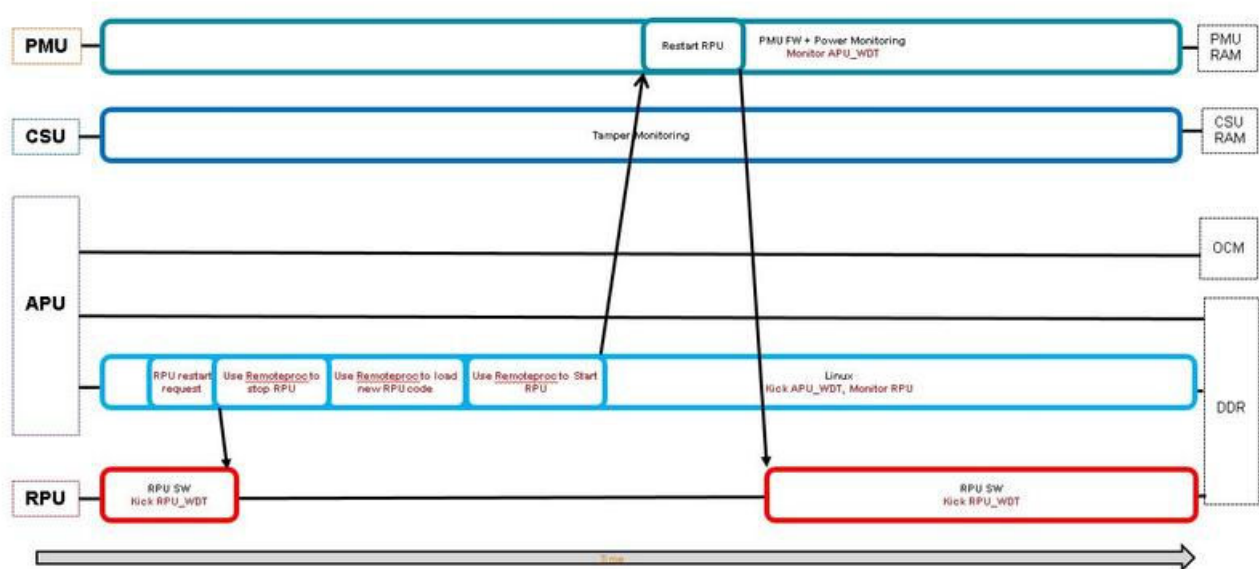 PMU
Restart RPU
PMU FW + Power Monitoring
Monitor APU_WDT
PMU
RAM
CSU
Tamper Monitoring
CSU
RAM
APU
OCM
RPU restart
request
Use Remoteproc to
stop RPU
Use Remoteproc to load
new RPU code
Use Remoteproc to Start
RPU
Linux
Kick APU_WDT, Monitor RPU
DDR
RPU
RPU SW
Kick RPU_WDT
RPU SW
Kick RPU_WDT
Time